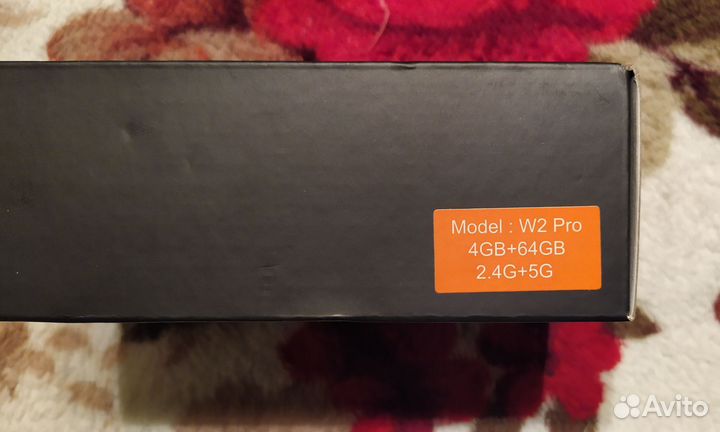 Model : W2 Pro
4GB+64GB
2.4G+5G
Avito